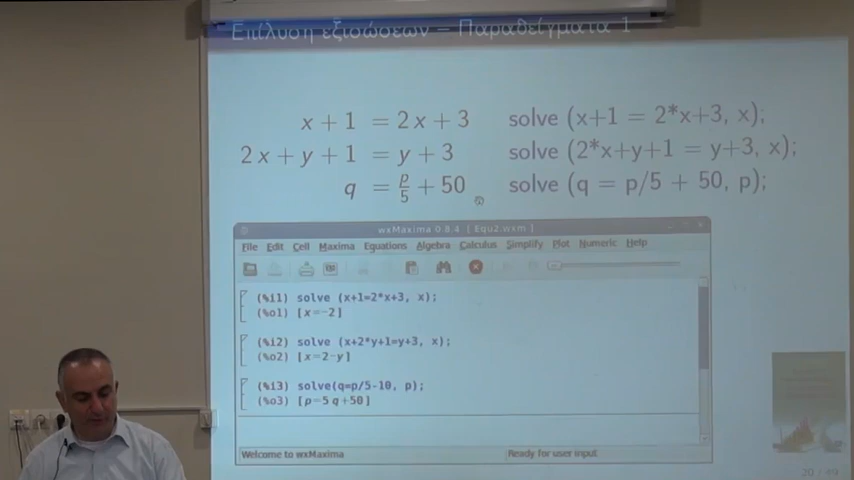 Επίλυση εξισώσεων – Παραδείγματα 1
x + 1 = 2x + 3 solve (x+1 = 2*x+3, x);
2x + y + 1 = y + 3 solve (2*x+y+1 = y+3, x);
q = p/5 + 50 solve (q = p/5 + 50, p);
wxMaxima 0.8.4 [ Equ2.wxm ]
File Edit Cell Maxima Equations Algebra Calculus Simplify Plot Numeric Help
(%i1) solve (x+1=2*x+3, x);
(%o1) [x=-2]
(%i2) solve (x+2*y+1=y+3, x);
(%o2) [x=2-y]
(%i3) solve(q=p/5-10, p);
(%o3) [p=5 q+50]
Welcome to wxMaxima Ready for user input
20 / 49